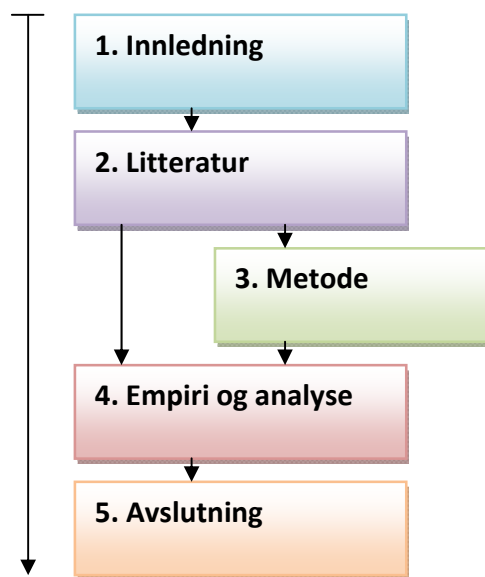 1. Innledning
2. Litteratur
3. Metode
4. Empiri og analyse
5. Avslutning